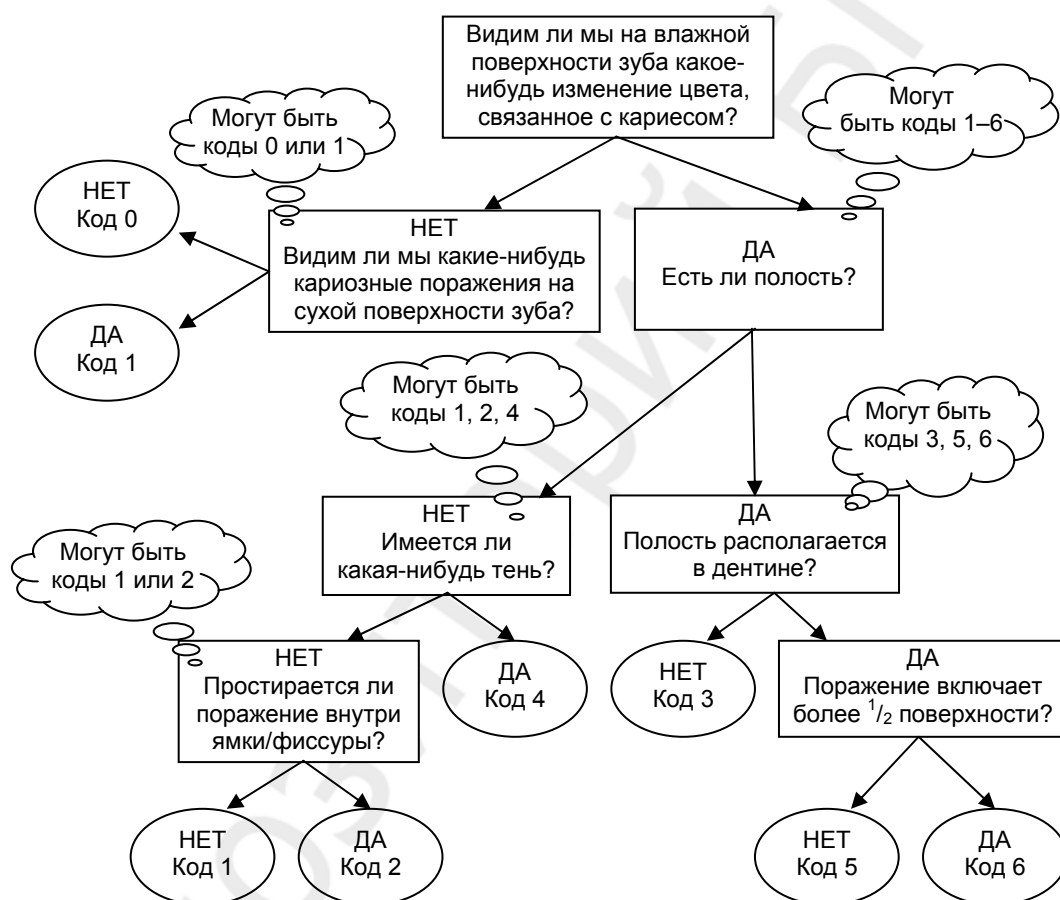 Видим ли мы на влажной
поверхности зуба какое-
нибудь изменение цвета,
связанное с кариесом?
Могут быть
коды 0 или 1
Могут
быть коды 1–6
НЕТ
Код 0
НЕТ
Видим ли мы какие-нибудь
кариозные поражения на
сухой поверхности зуба?
ДА
Есть ли полость?
ДА
Код 1
Могут быть
коды 1, 2, 4
Могут быть
коды 3, 5, 6
НЕТ
Имеется ли
какая-нибудь тень?
ДА
Полость располагается
в дентине?
Могут быть
коды 1 или 2
НЕТ
Простирается ли
поражение внутри
ямки/фиссуры?
ДА
Код 4
НЕТ
Код 3
ДА
Поражение включает
более 1/2 поверхности?
НЕТ
Код 1
ДА
Код 2
НЕТ
Код 5
ДА
Код 6